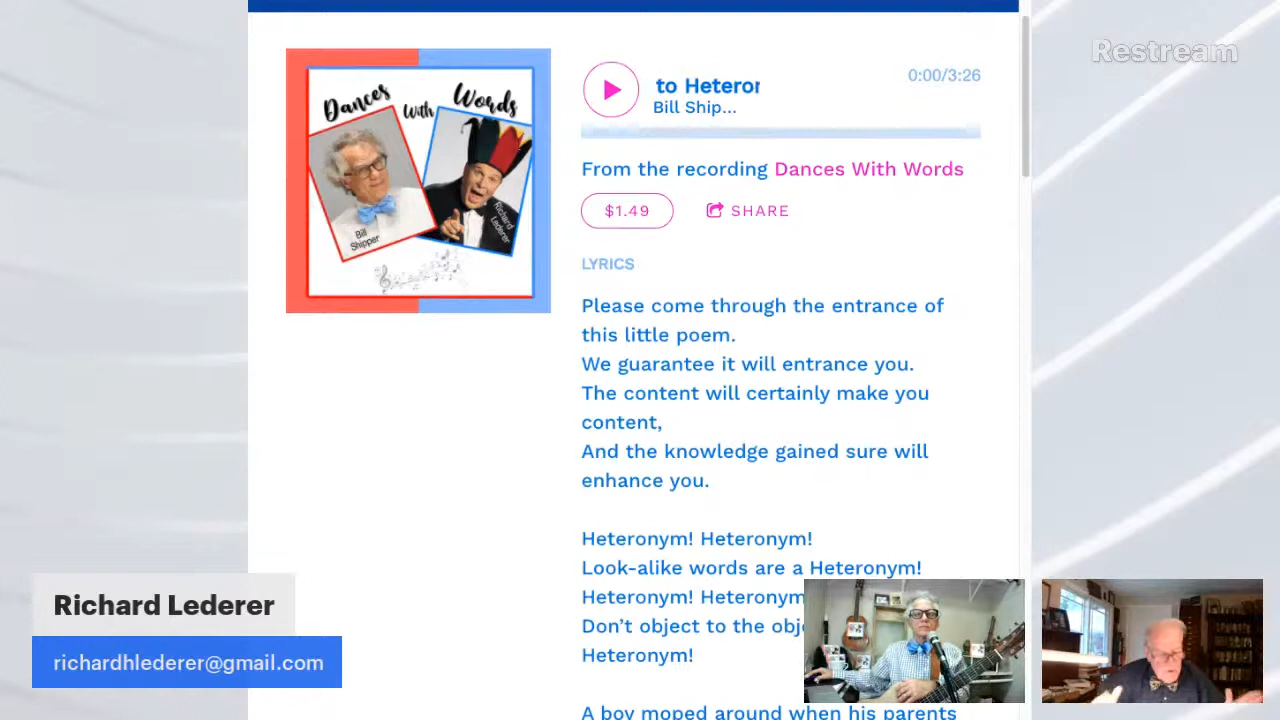 Restream
Dances With Words
Bill Shipper
Richard Lederer
to Heteror
Bill Ship...
0:00/3:26
From the recording Dances With Words
$1.49
SHARE
LYRICS
Please come through the entrance of
this little poem.
We guarantee it will entrance you.
The content will certainly make you
content,
And the knowledge gained sure will
enhance you.
Heteronym! Heteronym!
Look-alike words are a Heteronym!
Heteronym! Heteronym
Don't object to the obj
Heteronym!
A boy moped around when his parents
Richard Lederer
richardhlederer@gmail.com